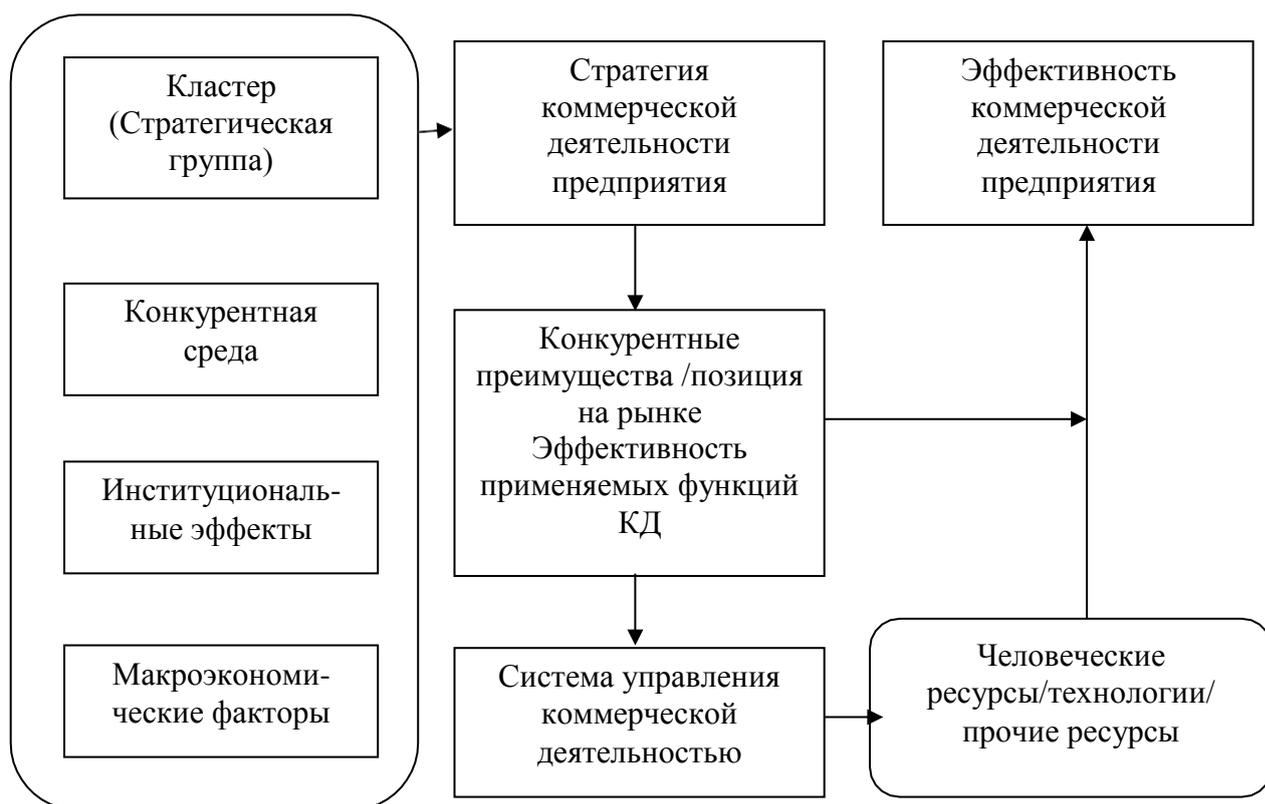 Кластер
(Стратегическая
группа)
Конкурентная
среда
Институциональ-
ные эффекты
Макроэкономи-
ческие факторы
Стратегия
коммерческой
деятельности
предприятия
Конкурентные
преимущества /позиция
на рынке
Эффективность
применяемых функций
КД
Система управления
коммерческой
деятельностью
Эффективность
коммерческой
деятельности
предприятия
Человеческие
ресурсы/технологии/
прочие ресурсы